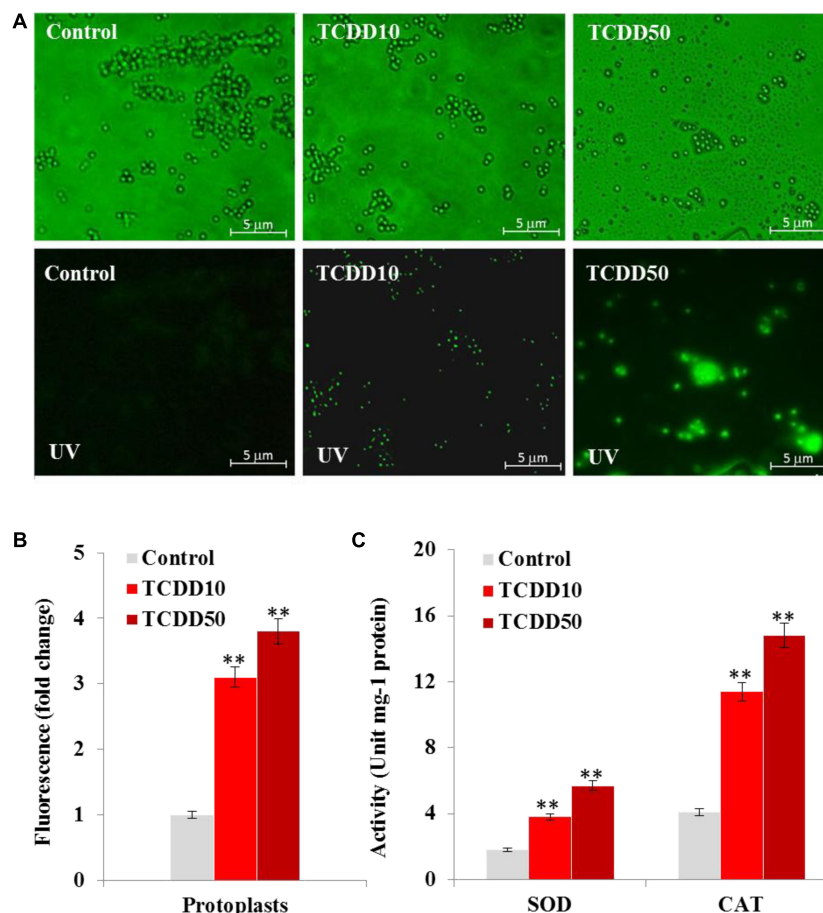 A
Control
TCDD10
TCDD50
5 µm
5 µm
5 µm
Control
TCDD10
TCDD50
UV
UV
UV
5 µm
5 µm
5 µm
B
Fluorescence (fold change)
5
4
3
2
1
0
Control
TCDD10
TCDD50
**
**
Protoplasts
C
Activity (Unit mg-1 protein)
20
16
12
8
4
0
Control
TCDD10
TCDD50
**
**
**
**
SOD
CAT